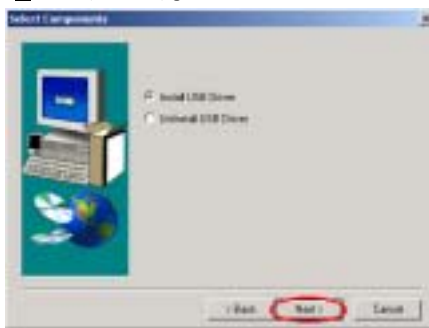 Select Components
Install USB Driver
Uninstall USB Driver
< Back Next > Cancel